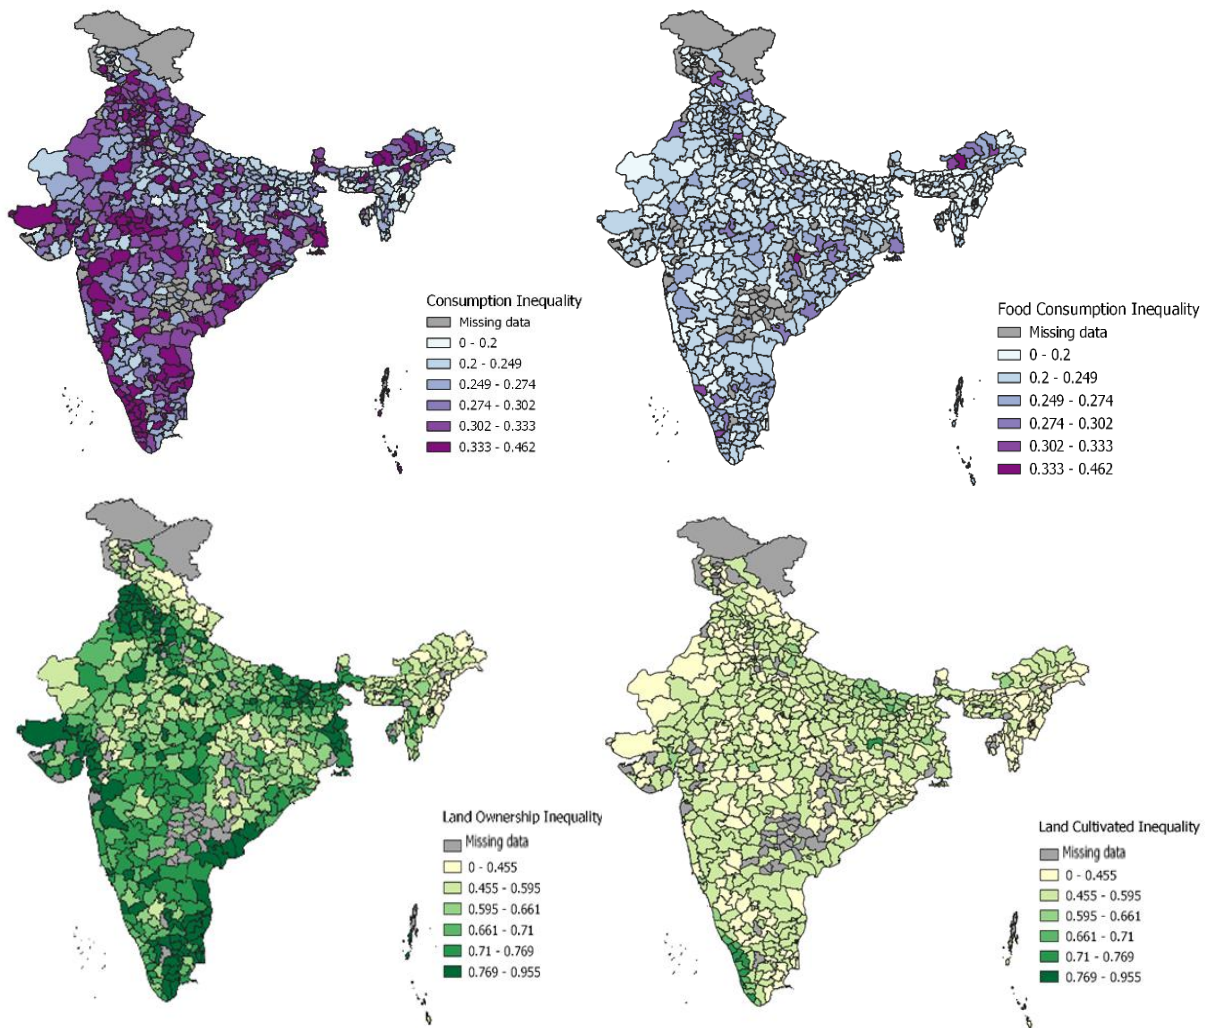 Consumption Inequality
Missing data
0 - 0.2
0.2 - 0.249
0.249 - 0.274
0.274 - 0.302
0.302 - 0.333
0.333 - 0.462
Food Consumption Inequality
Missing data
0 - 0.2
0.2 - 0.249
0.249 - 0.274
0.274 - 0.302
0.302 - 0.333
0.333 - 0.462
Land Ownership Inequality
Missing data
0 - 0.455
0.455 - 0.595
0.595 - 0.661
0.661 - 0.71
0.71 - 0.769
0.769 - 0.955
Land Cultivated Inequality
Missing data
0 - 0.455
0.455 - 0.595
0.595 - 0.661
0.661 - 0.71
0.71 - 0.769
0.769 - 0.955